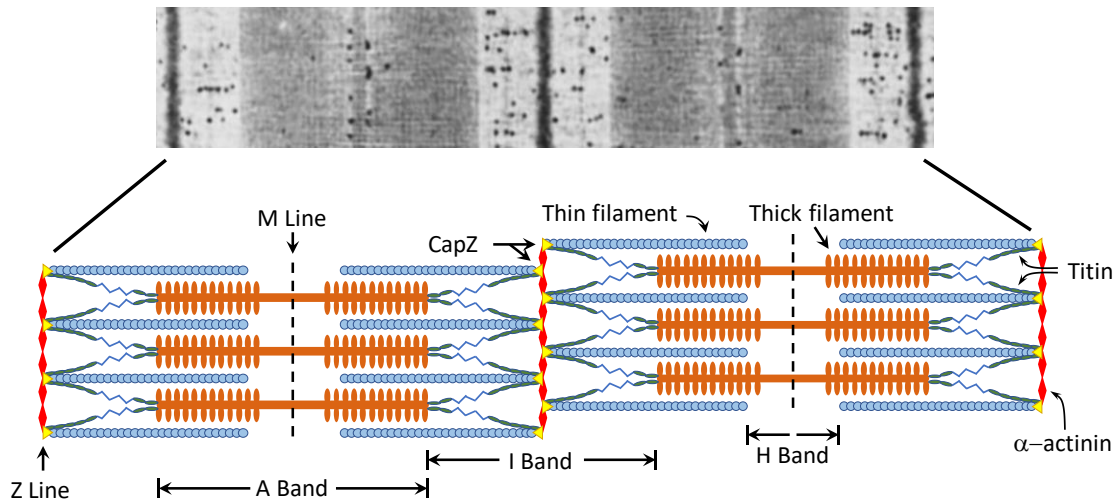 M Line
Thin filament
Thick filament
CapZ
Titin
Z Line
A Band
I Band
H Band
α−actinin